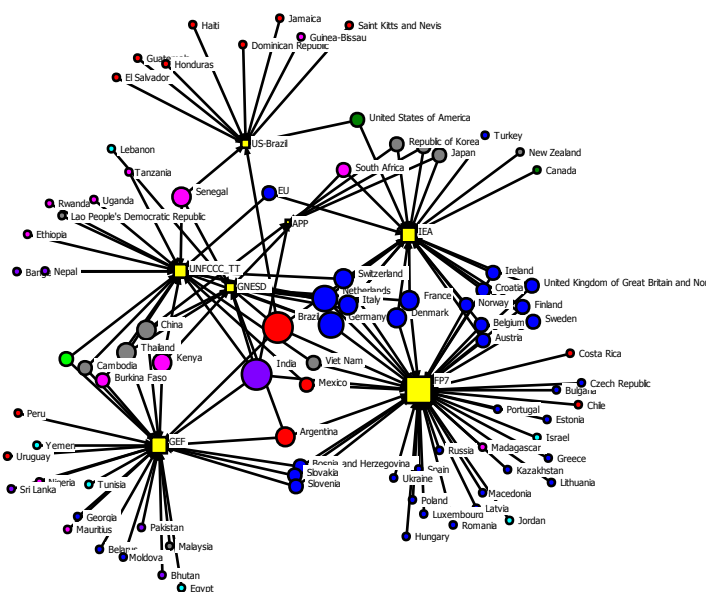 Haiti
Jamaica
Saint Kitts and Nevis
Guinea-Bissau
Dominican Republic
Honduras
El Salvador
United States of America
US-Brazil
Turkey
Republic of Korea
New Zealand
Japan
Lebanon
South Africa
Canada
Tanzania
Senegal
EU
Uganda
Rwanda
Lao People's Democratic Republic
APP
IEA
Ethiopia
Nepal
UNFCCC_TT
Switzerland
Ireland
GNESD
Netherlands
Croatia
United Kingdom of Great Britain and Nor
Italy
France
Norway
Finland
Brazil
Germany
Denmark
Sweden
China
Belgium
Thailand
Austria
Kenya
Viet Nam
Costa Rica
Cambodia
India
Burkina Faso
Mexico
FP7
Czech Republic
Bulgaria
Chile
Peru
Portugal
Estonia
Argentina
Israel
Yemen
GEF
Russia
Madagascar
Uruguay
Bosnia and Herzegovina
Greece
Slovakia
Spain
Kazakhstan
Nigeria
Tunisia
Slovenia
Ukraine
Lithuania
Sri Lanka
Macedonia
Poland
Latvia
Georgia
Luxembourg
Jordan
Mauritius
Pakistan
Romania
Hungary
Belarus
Malaysia
Moldova
Bhutan
Egypt